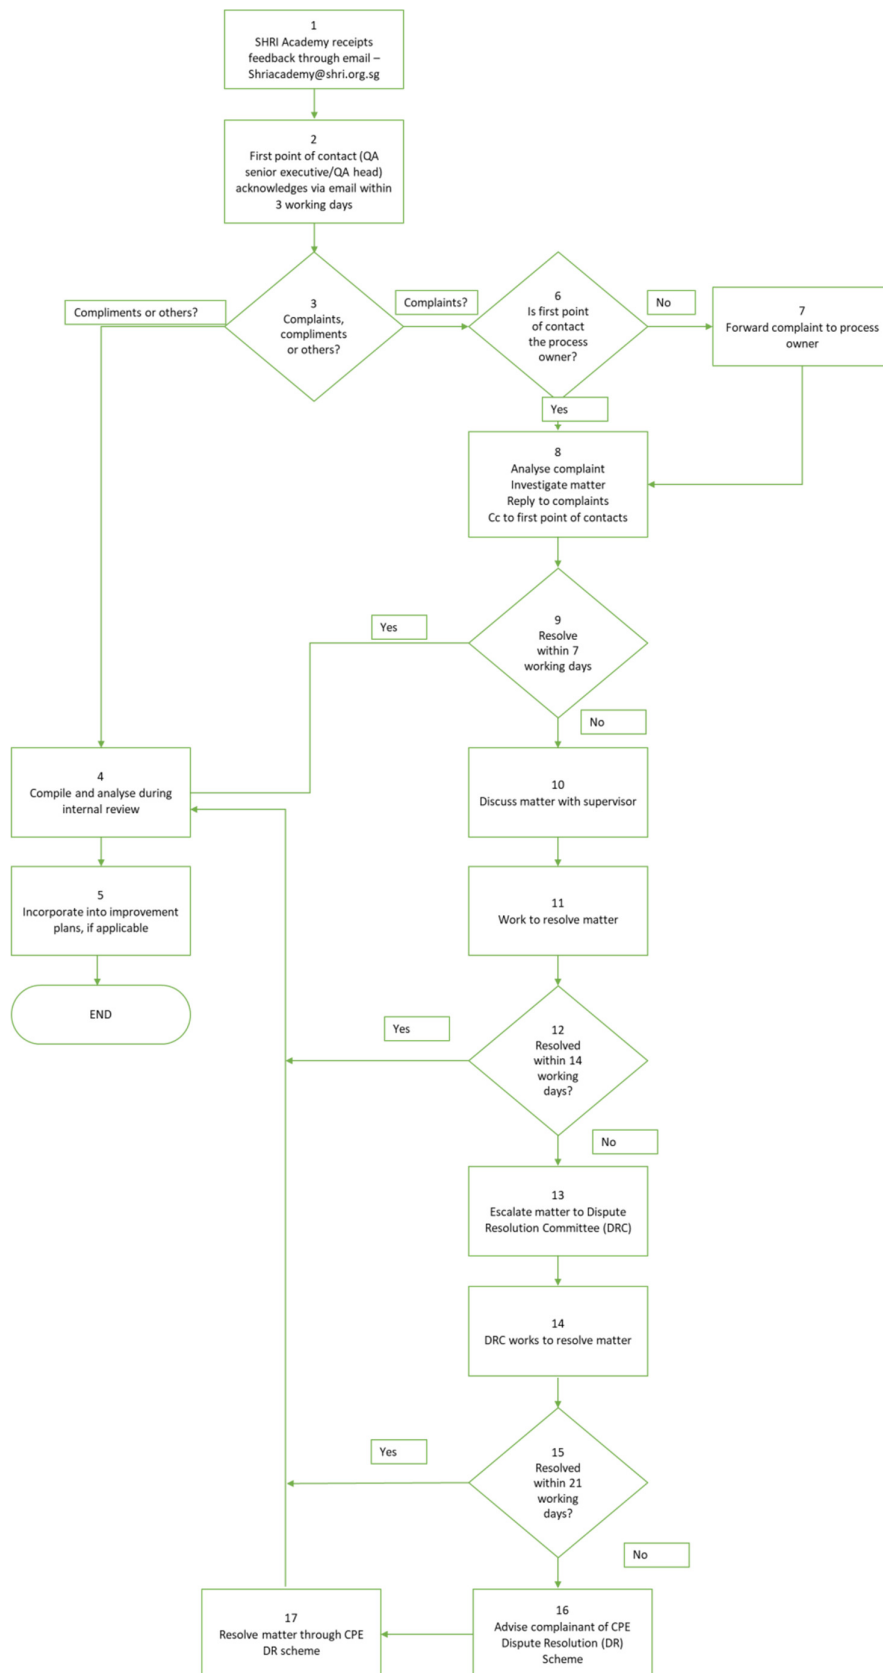 1
SHRI Academy receipts
feedback through email –
Shriacademy@shri.org.sg
2
First point of contact (QA
senior executive/QA head)
acknowledges via email within
3 working days
Compliments or others?
3
Complaints,
compliments
or others?
Complaints?
6
Is first point
of contact
the process
owner?
No
7
Forward complaint to process
owner
Yes
8
Analyse complaint
Investigate matter
Reply to complaints
Cc to first point of contacts
Yes
9
Resolve
within 7
working days
No
4
Compile and analyse during
internal review
10
Discuss matter with supervisor
5
Incorporate into improvement
plans, if applicable
11
Work to resolve matter
END
Yes
12
Resolved
within 14
working
days?
No
13
Escalate matter to Dispute
Resolution Committee (DRC)
14
DRC works to resolve matter
Yes
15
Resolved
within 21
working
days?
No
17
Resolve matter through CPE
DR scheme
16
Advise complainant of CPE
Dispute Resolution (DR)
Scheme